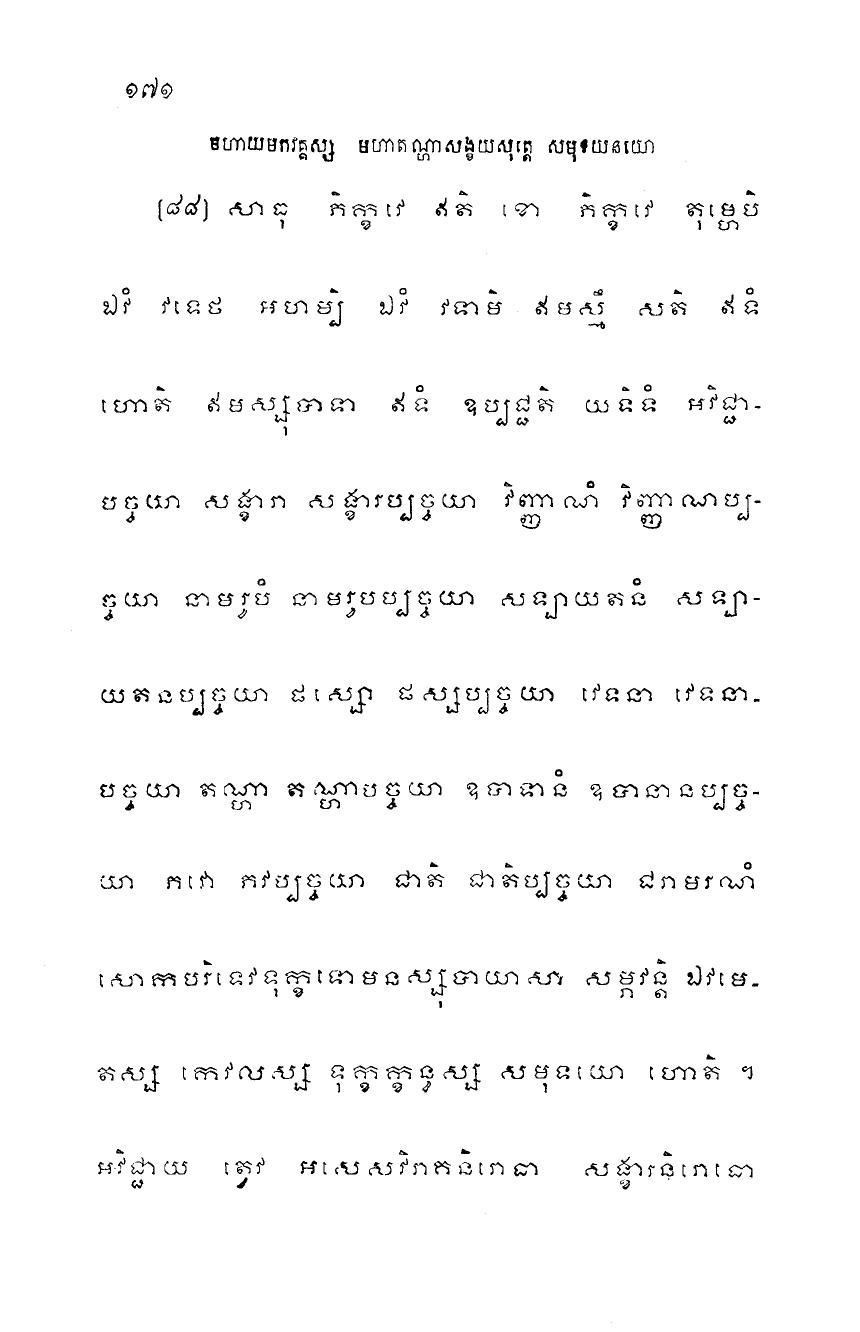 ១៧១
មហាយមកវគ្គស្ស មហាតណ្ហាសង្ខយសុត្តេ សមុទយនយោ
[៨៨] សាធុ ភិក្ខវេ ឥតិ ខោ ភិក្ខវេ តុម្ហេបិ
ឯវំ វទេថ អហម្បិ ឯវំ វទាមិ ឥមស្មឹ សតិ ឥទំ
ហោតិ ឥមស្សុប្បាទា ឥទំ ឧប្បជ្ជតិ យទិទំ អវិជ្ជា-
បច្ចយា សង្ខារា សង្ខារប្បច្ចយា វិញ្ញាណំ វិញ្ញាណប្ប-
ច្ចយា នាមរូបំ នាមរូបប្បច្ចយា សឡាយតនំ សឡា-
យតនប្បច្ចយា ផស្សោ ផស្សប្បច្ចយា វេទនា វេទនា-
បច្ចយា តណ្ហា តណ្ហាបច្ចយា ឧបាទានំ ឧបាទានប្បច្ច-
យា ភវោ ភវប្បច្ចយា ជាតិ ជាតិប្បច្ចយា ជរាមរណំ
សោកបរិទេវទុក្ខទោមនស្សុបាយាសា សម្ភវន្តិ ឯវមេ-
តស្ស កេវលស្ស ទុក្ខក្ខន្ធស្ស សមុទយោ ហោតិ ។
អវិជ្ជាយ ត្វេវ អសេសវិរាគនិរោធា សង្ខារនិរោធោ